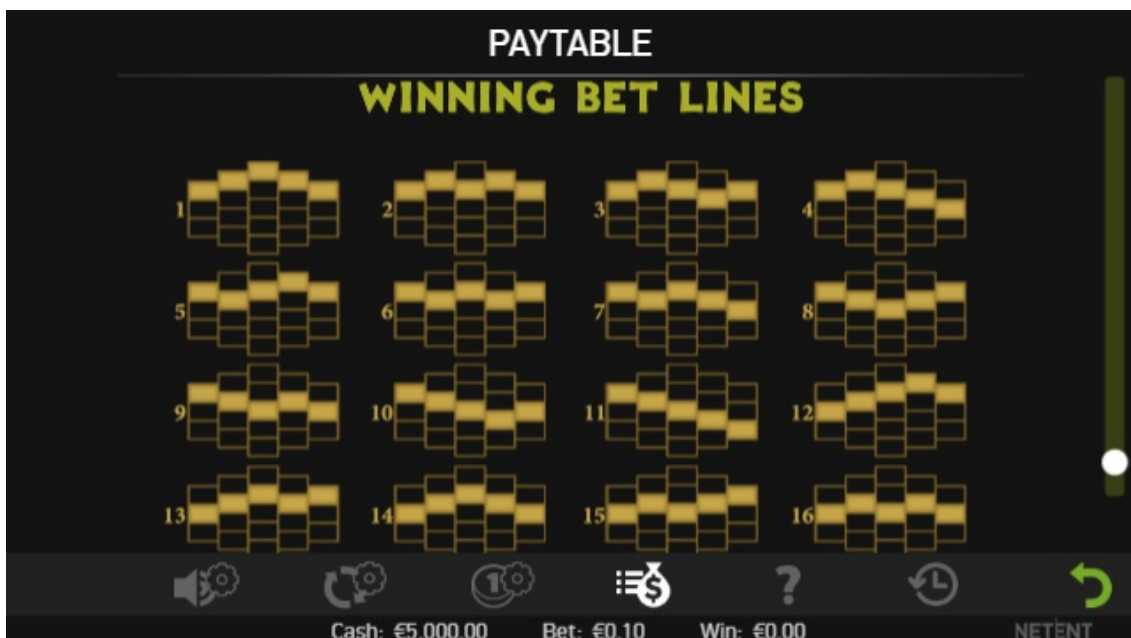 PAYTABLE
WINNING BET LINES
1 2 3 4
5 6 7 8
9 10 11 12
13 14 15 16
1 $ ?
Cash: €5,000.00 Bet: €0.10 Win: €0.00 NETENT